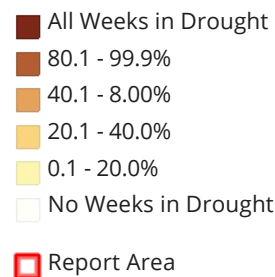 All Weeks in Drought
80.1 - 99.9%
40.1 - 8.00%
20.1 - 40.0%
0.1 - 20.0%
No Weeks in Drought
Report Area